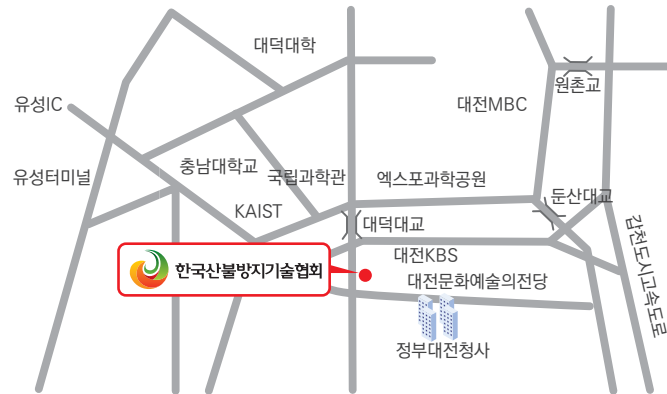 대덕대학
유성IC
원촌교
대전MBC
충남대학교
유성터미널
국립과학관
엑스포과학공원
둔산대교
KAIST
대덕대교
갑천도시고속도로
대전KBS
한국산불방지기술협회
대전문화예술의전당
정부대전청사